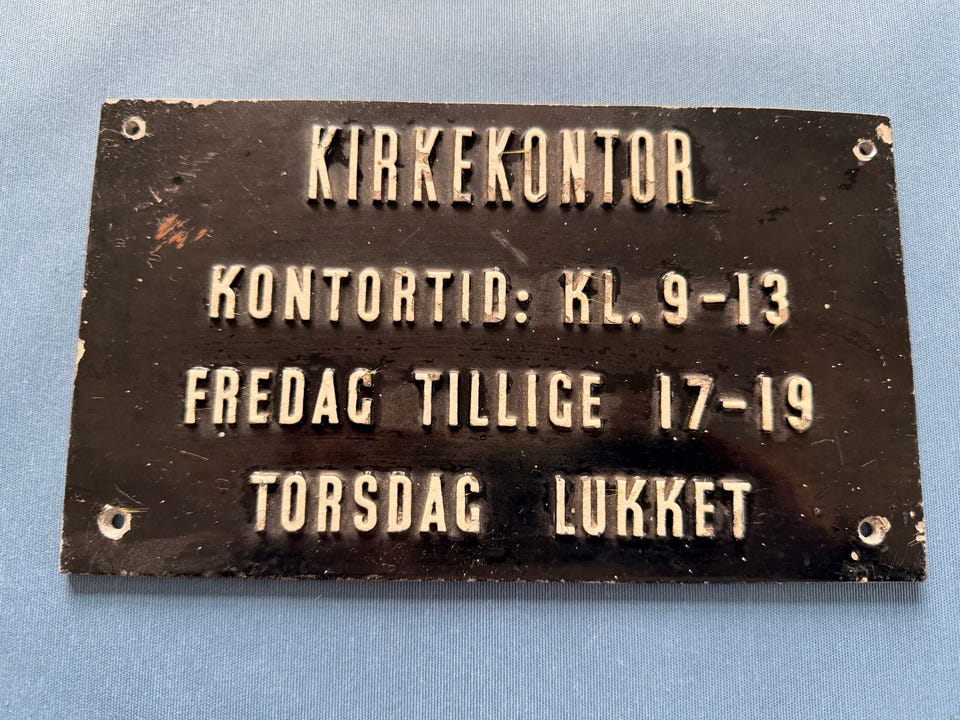 KIRKEKONTOR
KONTORTID: KL. 9-13
FREDAG TILLIGE 17-19
TORSDAG LUKKET